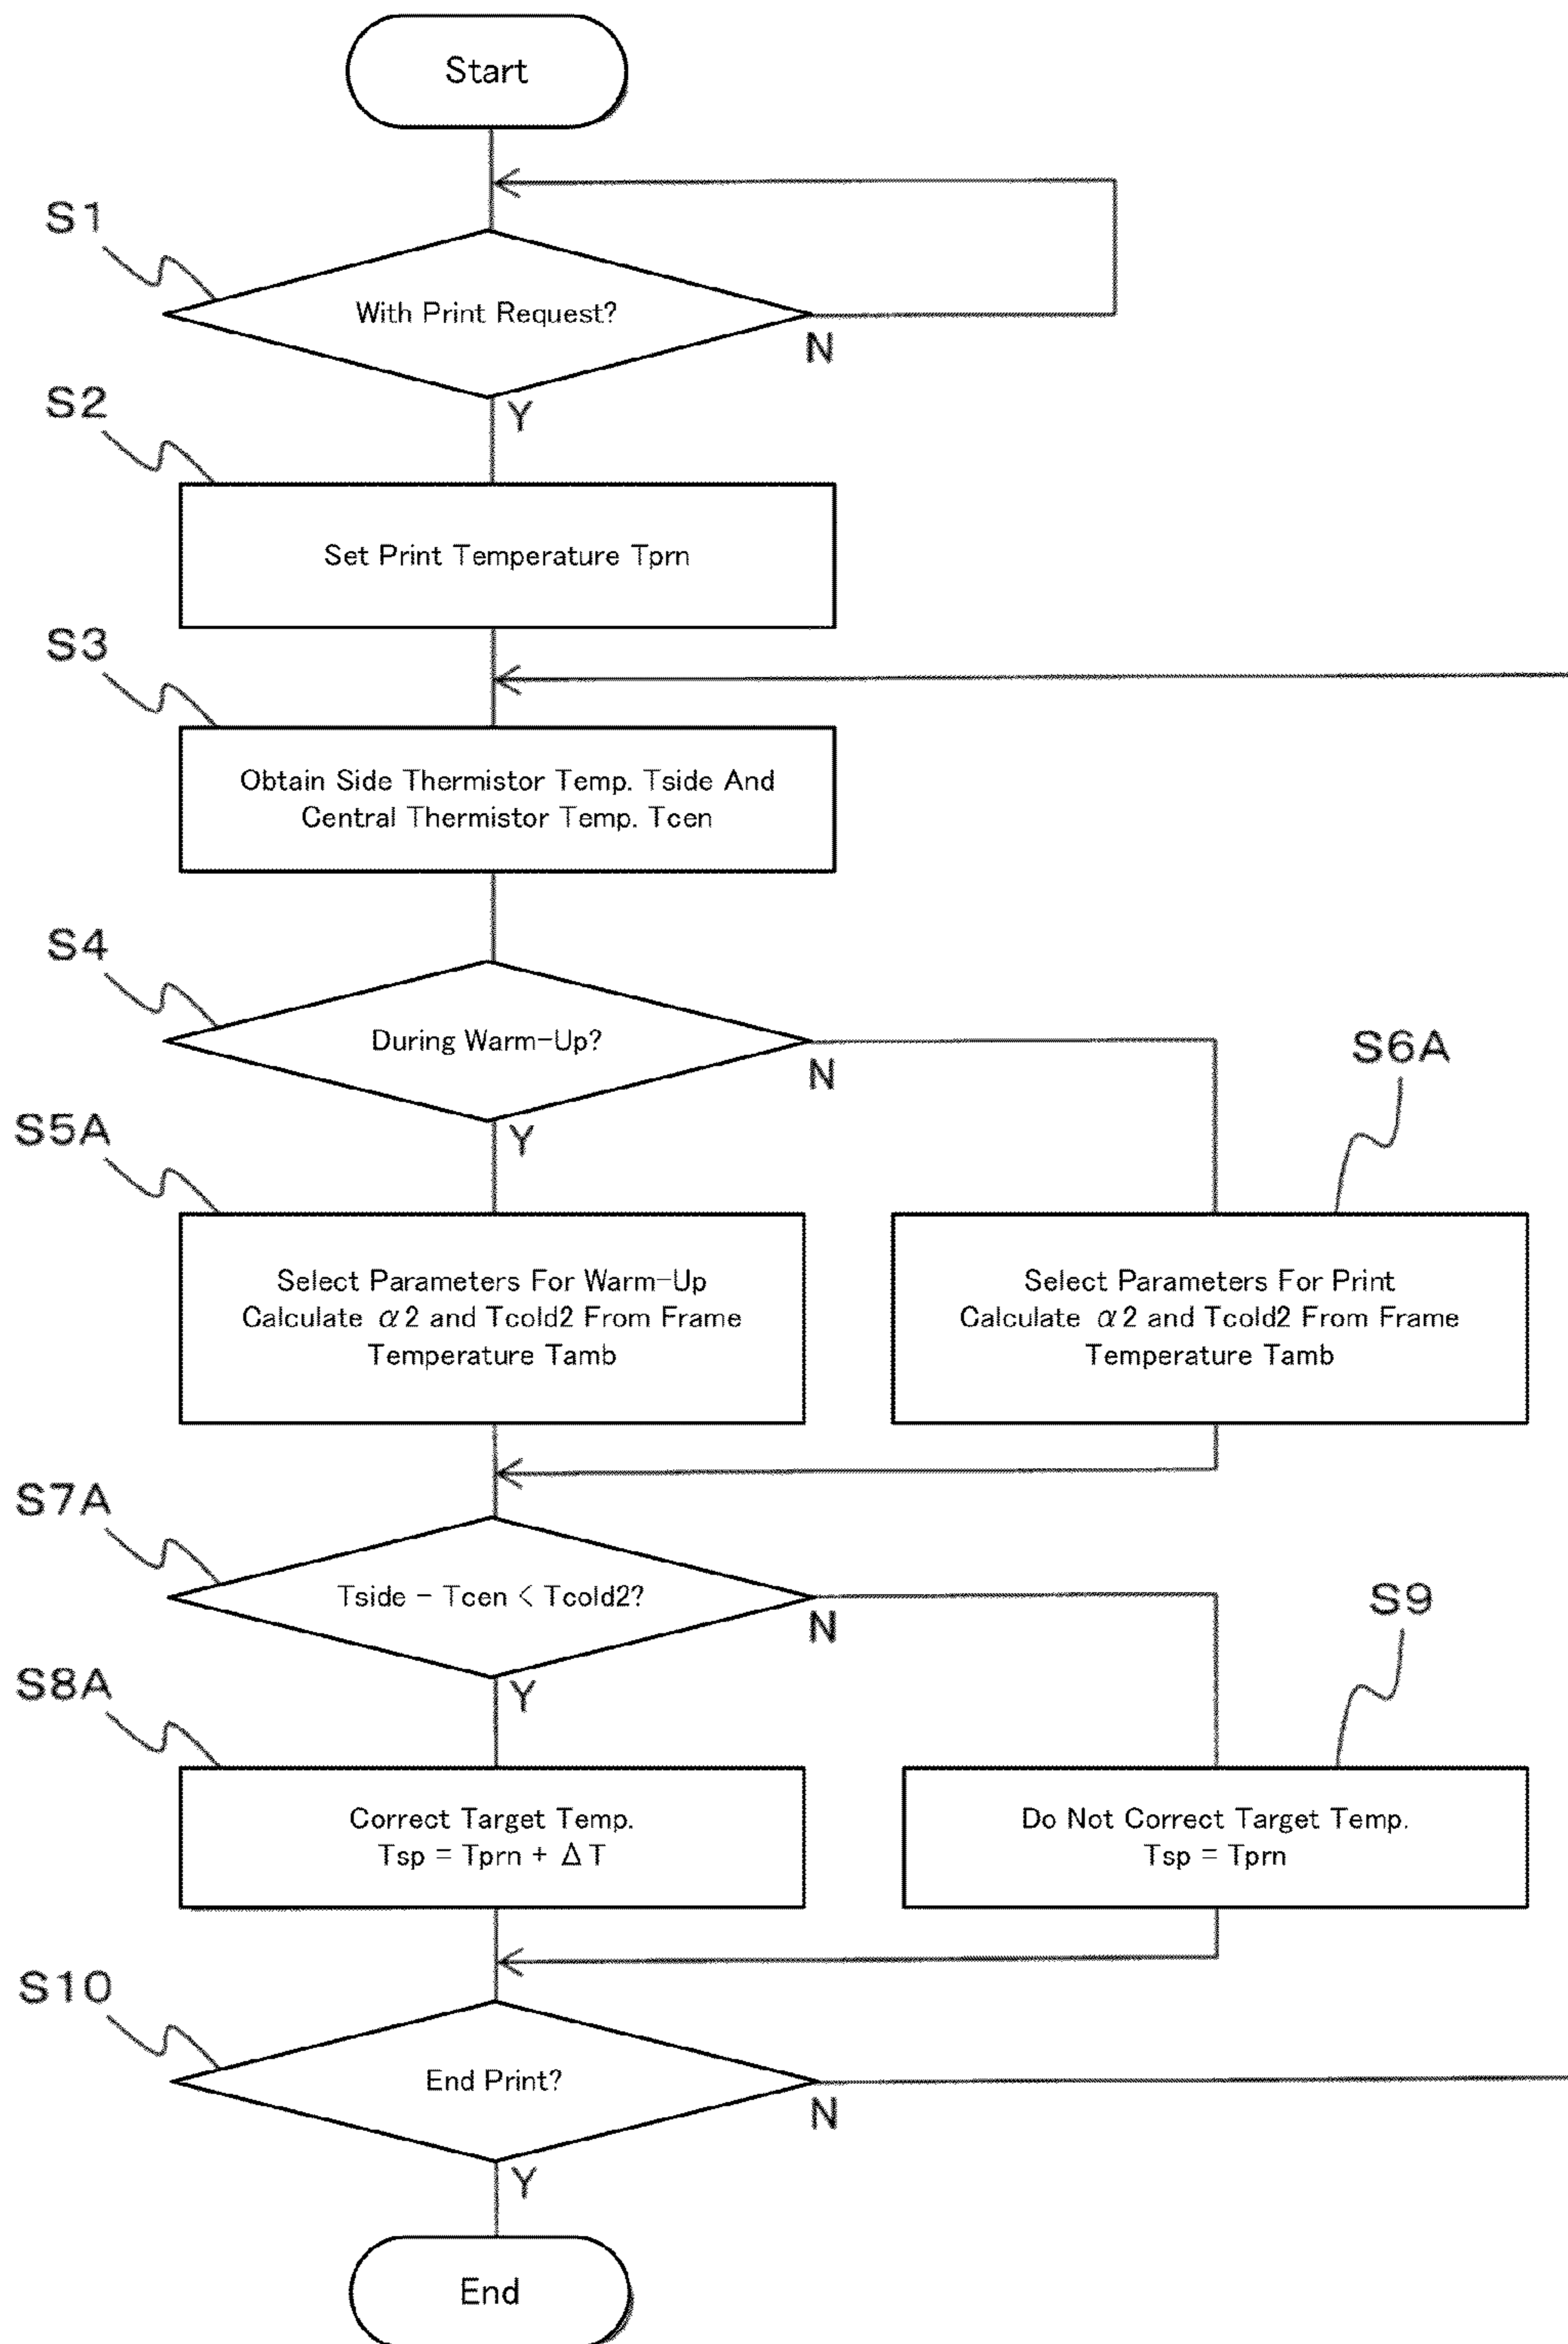 Start
S1
With Print Request?
N
Y
S2
Set Print Temperature Tprn
S3
Obtain Side Thermistor Temp. Tside And
Central Thermistor Temp. Tcen
S4
During Warm-Up?
N
Y
S5A
Select Parameters For Warm-Up
Calculate α2 and Tcold2 From Frame
Temperature Tamb
S6A
Select Parameters For Print
Calculate α2 and Tcold2 From Frame
Temperature Tamb
S7A
Tside - Tcen < Tcold2?
N
Y
S8A
Correct Target Temp.
Tsp = Tprn + ΔT
S9
Do Not Correct Target Temp.
Tsp = Tprn
S10
End Print?
N
Y
End